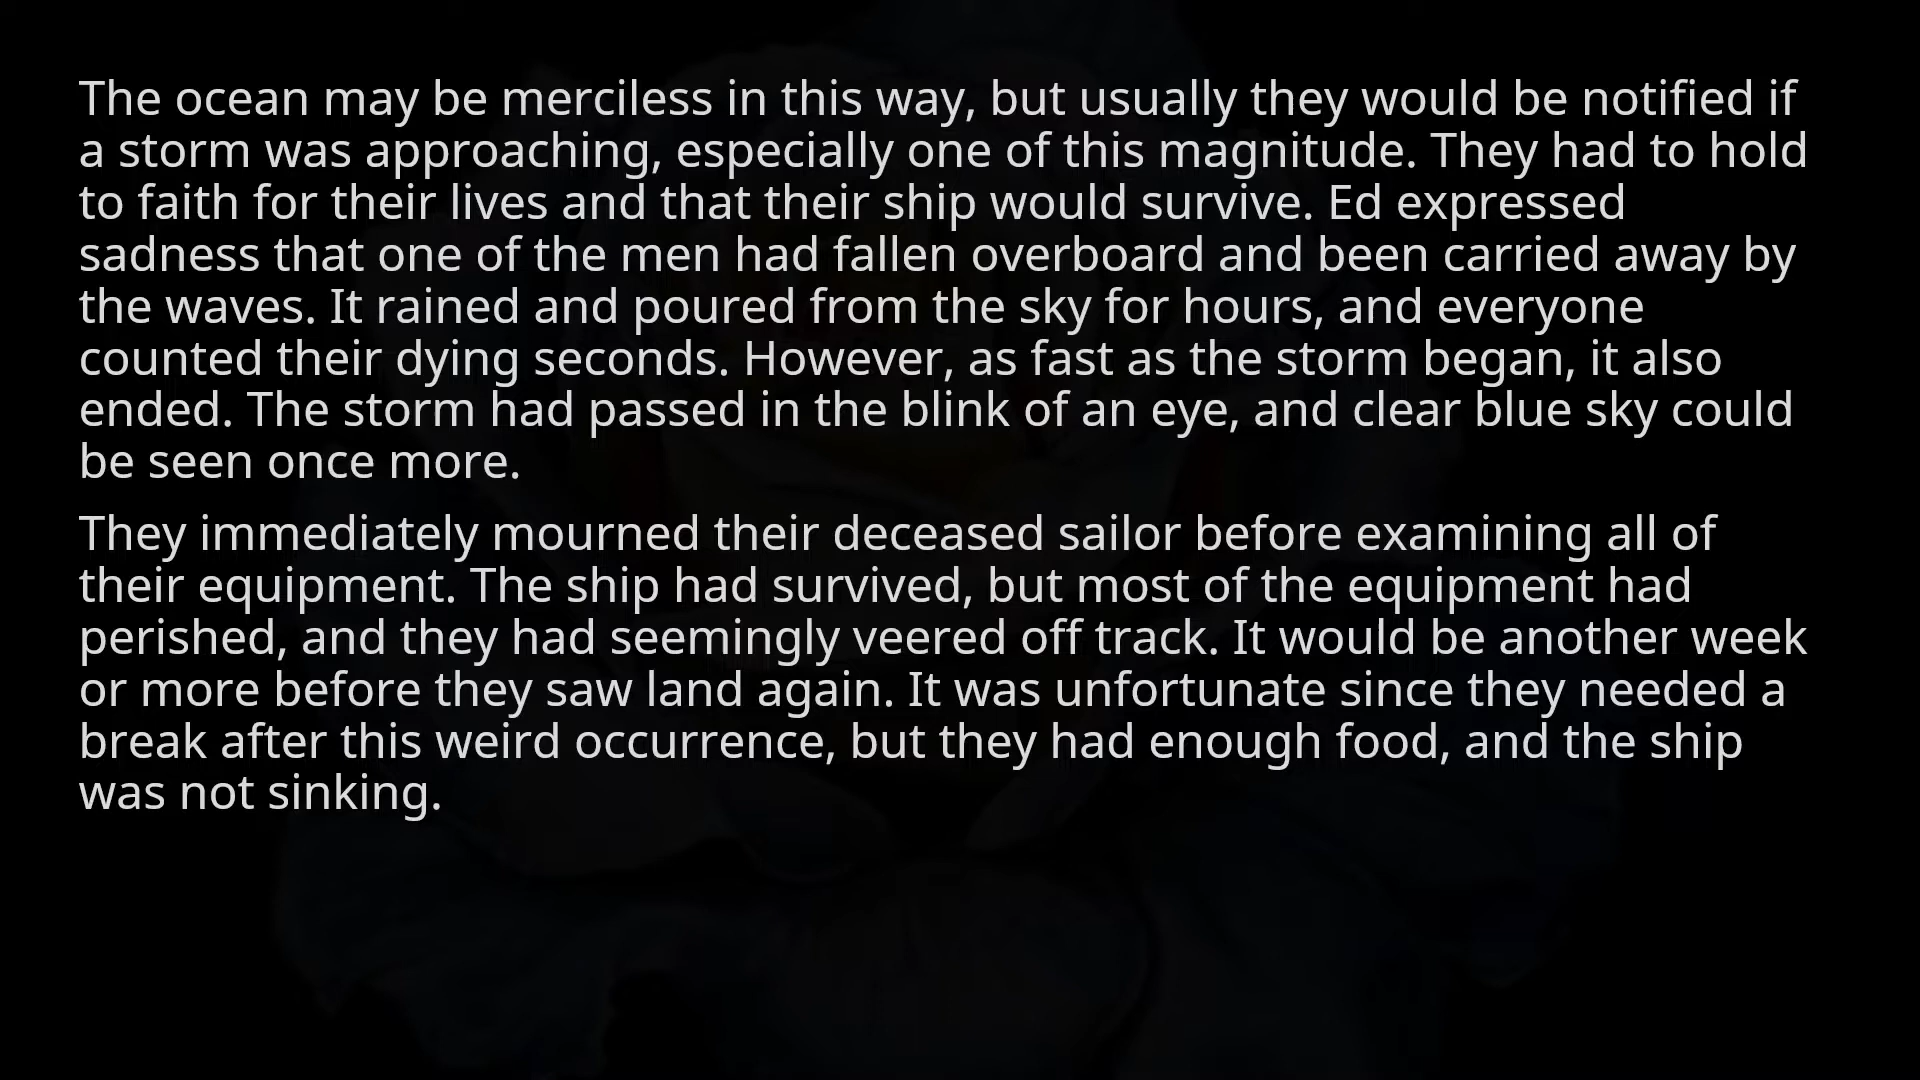 The ocean may be merciless in this way, but usually they would be notified if
a storm was approaching, especially one of this magnitude. They had to hold
to faith for their lives and that their ship would survive. Ed expressed
sadness that one of the men had fallen overboard and been carried away by
the waves. It rained and poured from the sky for hours, and everyone
counted their dying seconds. However, as fast as the storm began, it also
ended. The storm had passed in the blink of an eye, and clear blue sky could
be seen once more.
They immediately mourned their deceased sailor before examining all of
their equipment. The ship had survived, but most of the equipment had
perished, and they had seemingly veered off track. It would be another week
or more before they saw land again. It was unfortunate since they needed a
break after this weird occurrence, but they had enough food, and the ship
was not sinking.